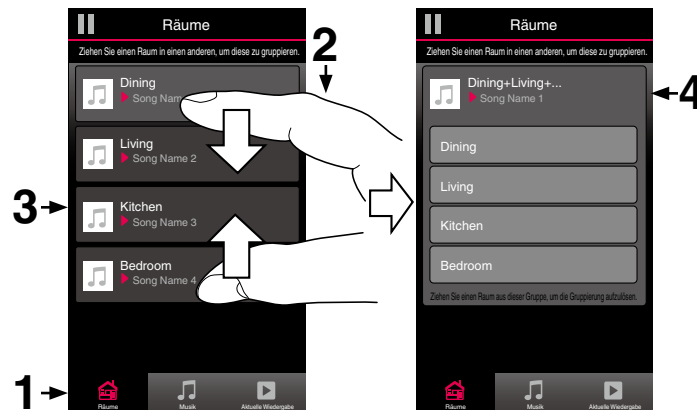 Räume
Ziehen Sie einen Raum in einen anderen, um diese zu gruppieren.
2
Dining
Song Nam
Living
Song Name 2
3
Kitchen
Song Name 3
Bedroom
Song Name 4
1
Räume
Musik
Aktuelle Wiedergabe
Räume
Ziehen Sie einen Raum in einen anderen, um diese zu gruppieren.
Dining+Living+...
Song Name 1
4
Dining
Living
Kitchen
Bedroom
Ziehen Sie einen Raum aus dieser Gruppe, um die Gruppierung aufzulösen.
Räume
Musik
Aktuelle Wiedergabe